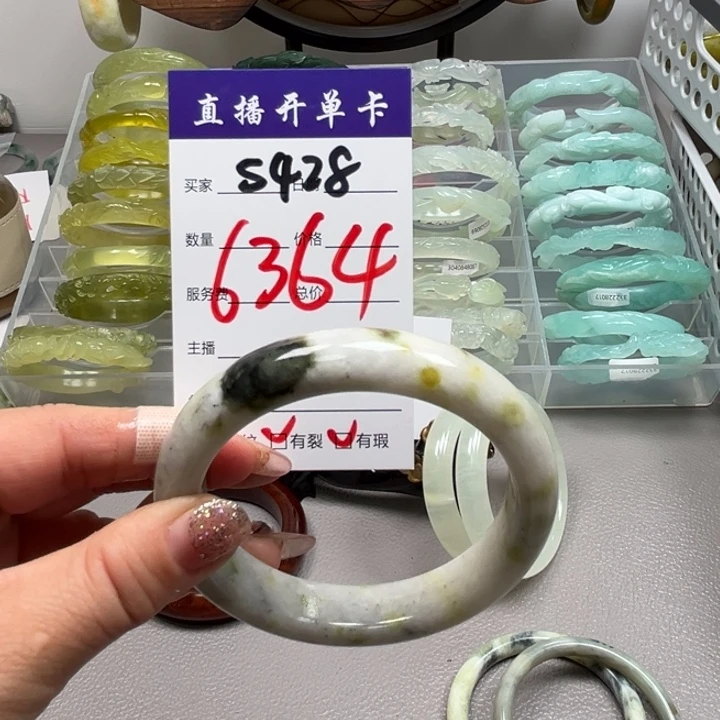 直播开单卡
买家 S428
数量 价格
6364
服务费 总价
主播
有裂 有瑕